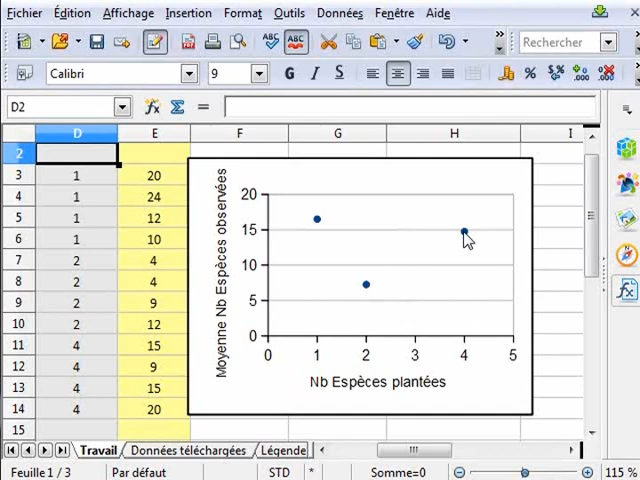 Fichier Édition Affichage Insertion Format Outils Données Fenêtre Aide
ABC ABC Rechercher
Calibri 9 G I S % %
D2
D E F G H I
2
3 1 20
4 1 24
5 1 12
6 1 10
7 2 4
8 2 4
9 2 9
10 2 12
11 4 15
12 4 9
13 4 15
14 4 20
15
Moyenne Nb Espèces observées
20
15
10
5
0
0 1 2 3 4 5
Nb Espèces plantées
Travail Données téléchargées Légende
Feuille 1 / 3 Par défaut STD * Somme=0 115 %